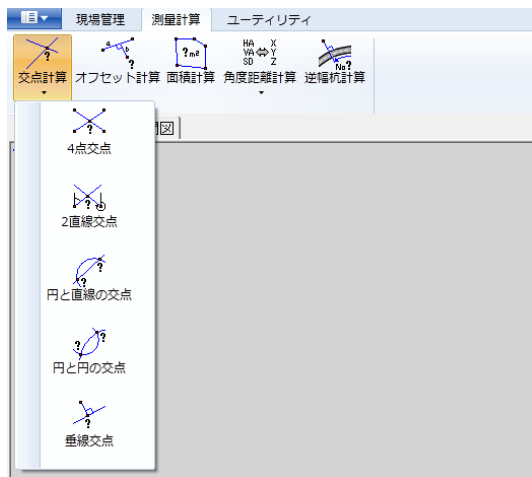 現場管理 測量計算 ユーティリティ
?m2 HA VA SD X Y Z No?
交点計算 オフセット計算 面積計算 角度距離計算 逆幅杭計算
4点交点
2直線交点
円と直線の交点
円と円の交点
垂線交点